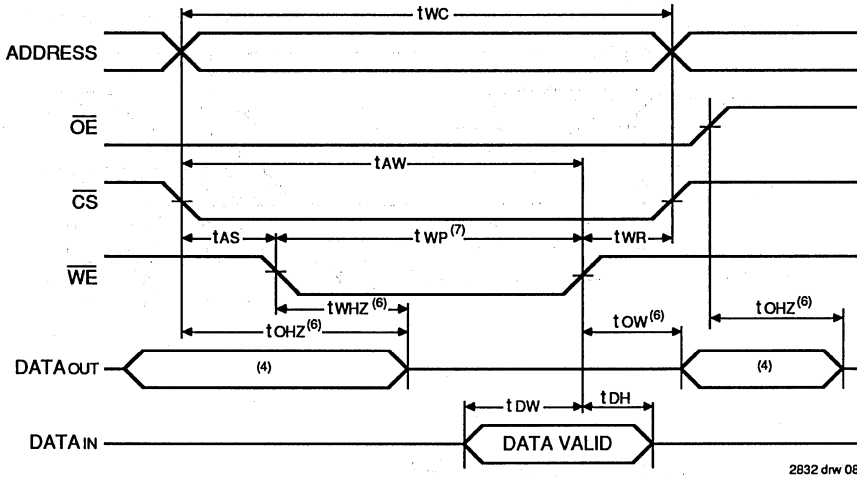 tWC
ADDRESS
OE
tAW
CS
tAS
tWP(7)
tWR
WE
tWHZ(6)
tOHZ(6)
tOW(6)
tOHZ(6)
DATAOUT
(4)
(4)
tDW
tDH
DATAIN
DATA VALID
2832 drw 08